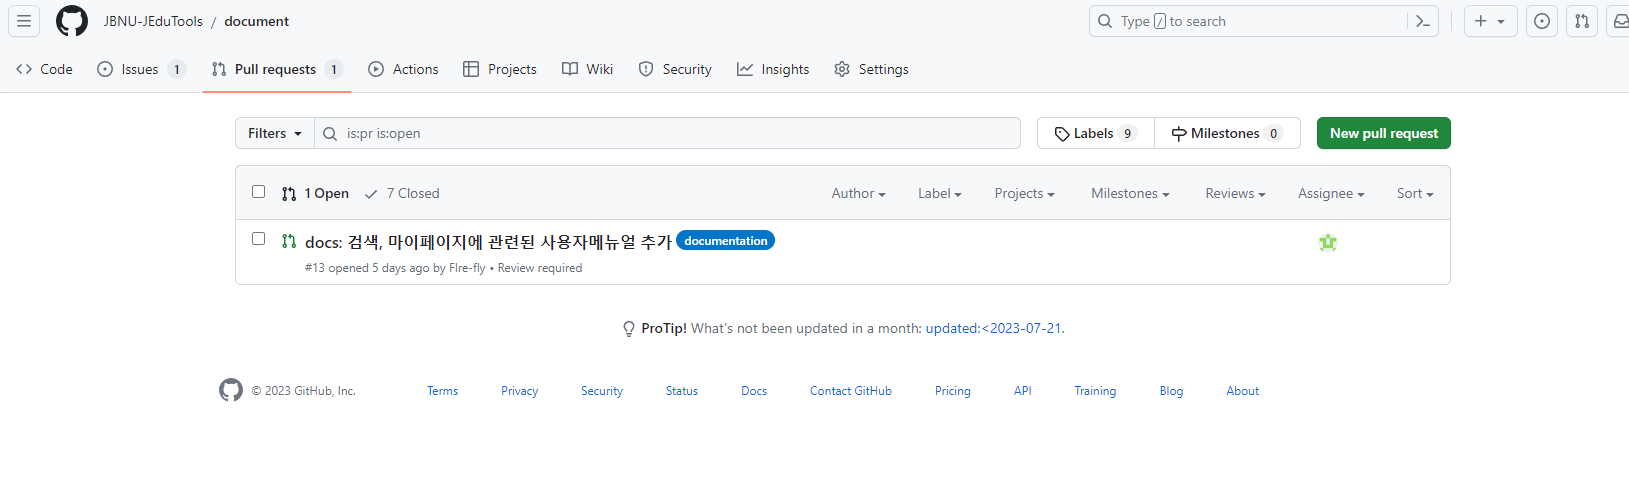 JBNU-JEduTools / document
Type / to search
Code
Issues 1
Pull requests 1
Actions
Projects
Wiki
Security
Insights
Settings
Filters
is:pr is:open
Labels 9
Milestones 0
New pull request
1 Open
7 Closed
Author
Label
Projects
Milestones
Reviews
Assignee
Sort
docs: 검색, 마이페이지에 관련된 사용자메뉴얼 추가 documentation
#13 opened 5 days ago by FIre-fly • Review required
ProTip! What's not been updated in a month: updated:<2023-07-21.
© 2023 GitHub, Inc.
Terms
Privacy
Security
Status
Docs
Contact GitHub
Pricing
API
Training
Blog
About